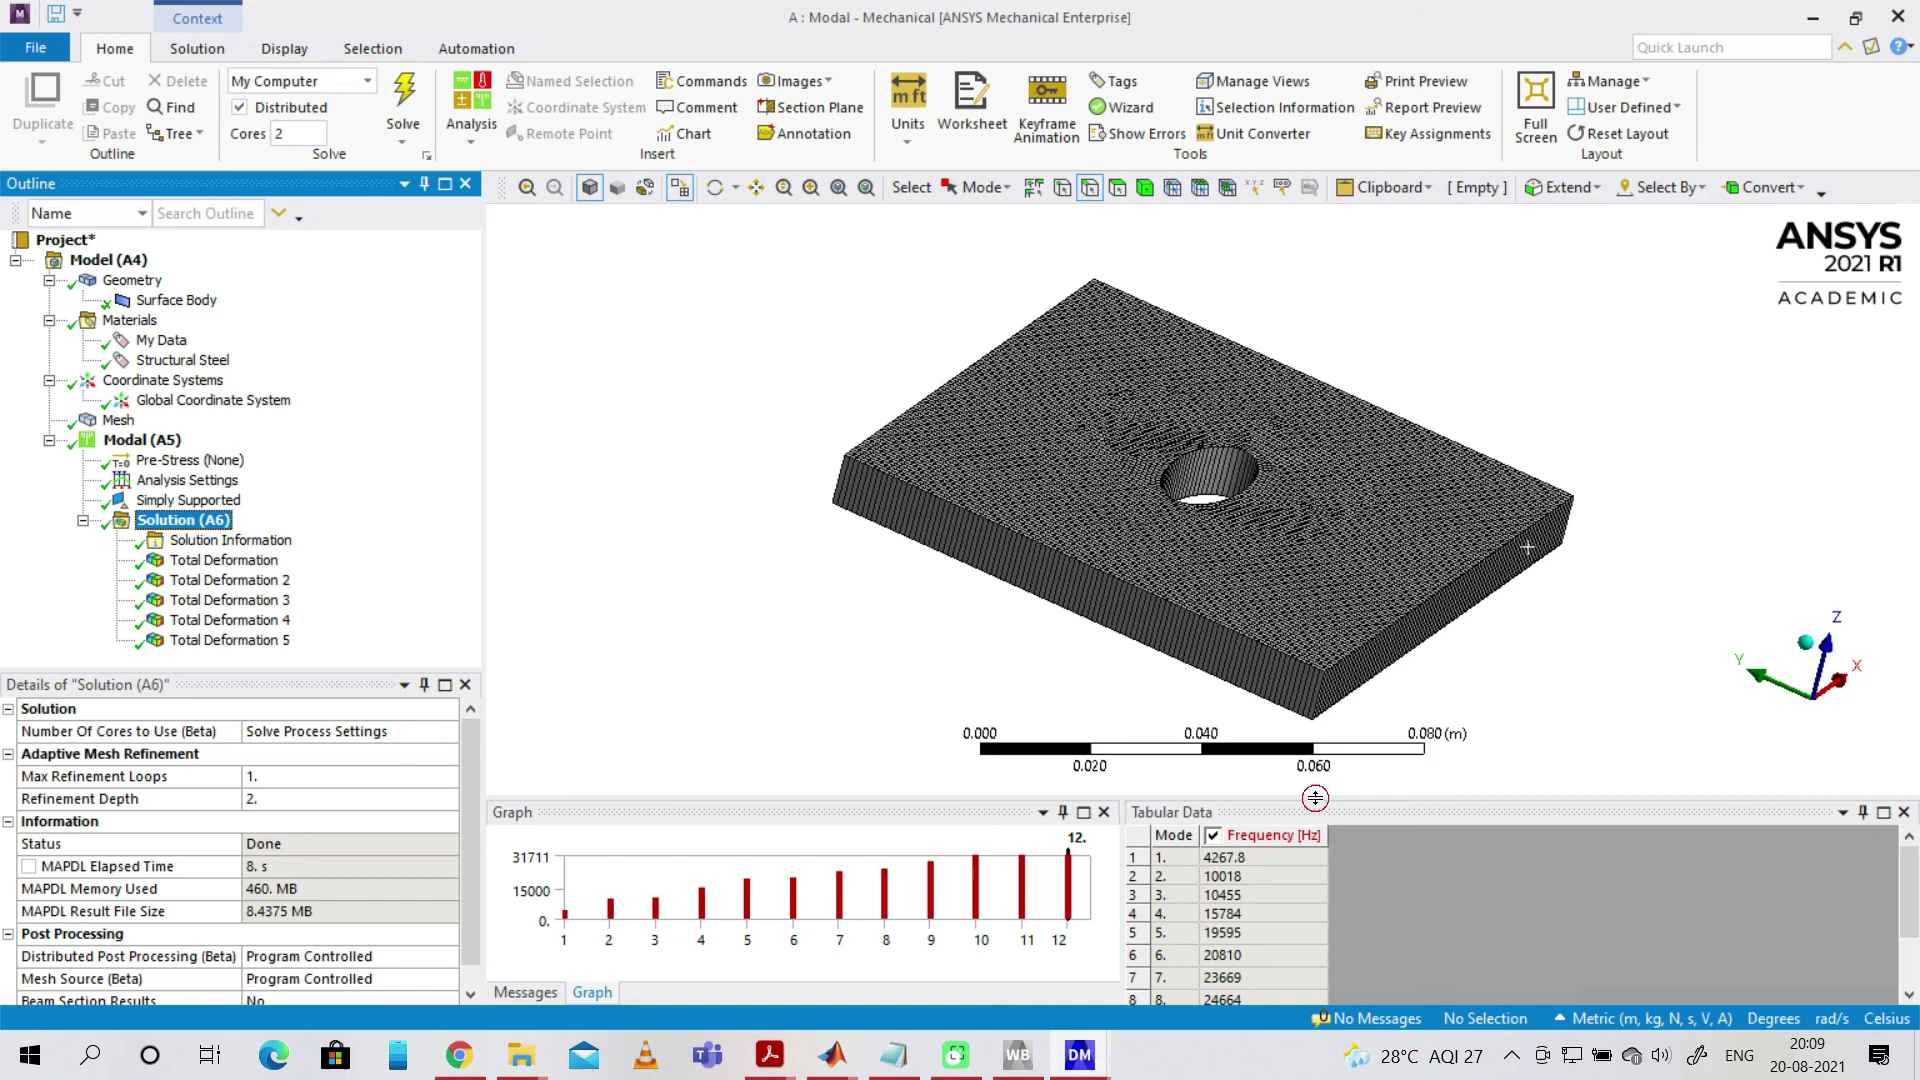 Context
A : Modal - Mechanical [ANSYS Mechanical Enterprise]
File Home Solution Display Selection Automation
Quick Launch
Duplicate
Cut
Copy
Paste
Delete
Find
Tree
Outline
My Computer
Distributed
Cores 2
Solve
Solve
Analysis
Named Selection
Coordinate System
Remote Point
Commands
Comment
Chart
Images
Section Plane
Annotation
Insert
Units
Worksheet
Keyframe
Animation
Tags
Wizard
Show Errors
Manage Views
Selection Information
Unit Converter
Print Preview
Report Preview
Key Assignments
Tools
Full
Screen
Manage
User Defined
Reset Layout
Layout
Outline
Select Mode Clipboard [ Empty ] Extend Select By Convert
Name Search Outline
Project*
Model (A4)
Geometry
Surface Body
Materials
My Data
Structural Steel
Coordinate Systems
Global Coordinate System
Mesh
Modal (A5)
Pre-Stress (None)
Analysis Settings
Simply Supported
Solution (A6)
Solution Information
Total Deformation
Total Deformation 2
Total Deformation 3
Total Deformation 4
Total Deformation 5
ANSYS
2021 R1
ACADEMIC
Z
Y
X
0.000 0.040 0.080 (m)
0.020 0.060
Details of "Solution (A6)"
Solution
Number Of Cores to Use (Beta) Solve Process Settings
Adaptive Mesh Refinement
Max Refinement Loops 1.
Refinement Depth 2.
Information
Status Done
MAPDL Elapsed Time 8. s
MAPDL Memory Used 460. MB
MAPDL Result File Size 8.4375 MB
Post Processing
Distributed Post Processing (Beta) Program Controlled
Mesh Source (Beta) Program Controlled
Beam Section Results No
Graph
12.
31711
15000
0.
1 2 3 4 5 6 7 8 9 10 11 12
Messages Graph
Tabular Data
Mode Frequency [Hz]
1 1. 4267.8
2 2. 10018
3 3. 10455
4 4. 15784
5 5. 19595
6 6. 20810
7 7. 23669
8 8. 24664
No Messages No Selection Metric (m, kg, N, s, V, A) Degrees rad/s Celsius
28°C AQI 27
ENG
20:09
20-08-2021
WB
DM